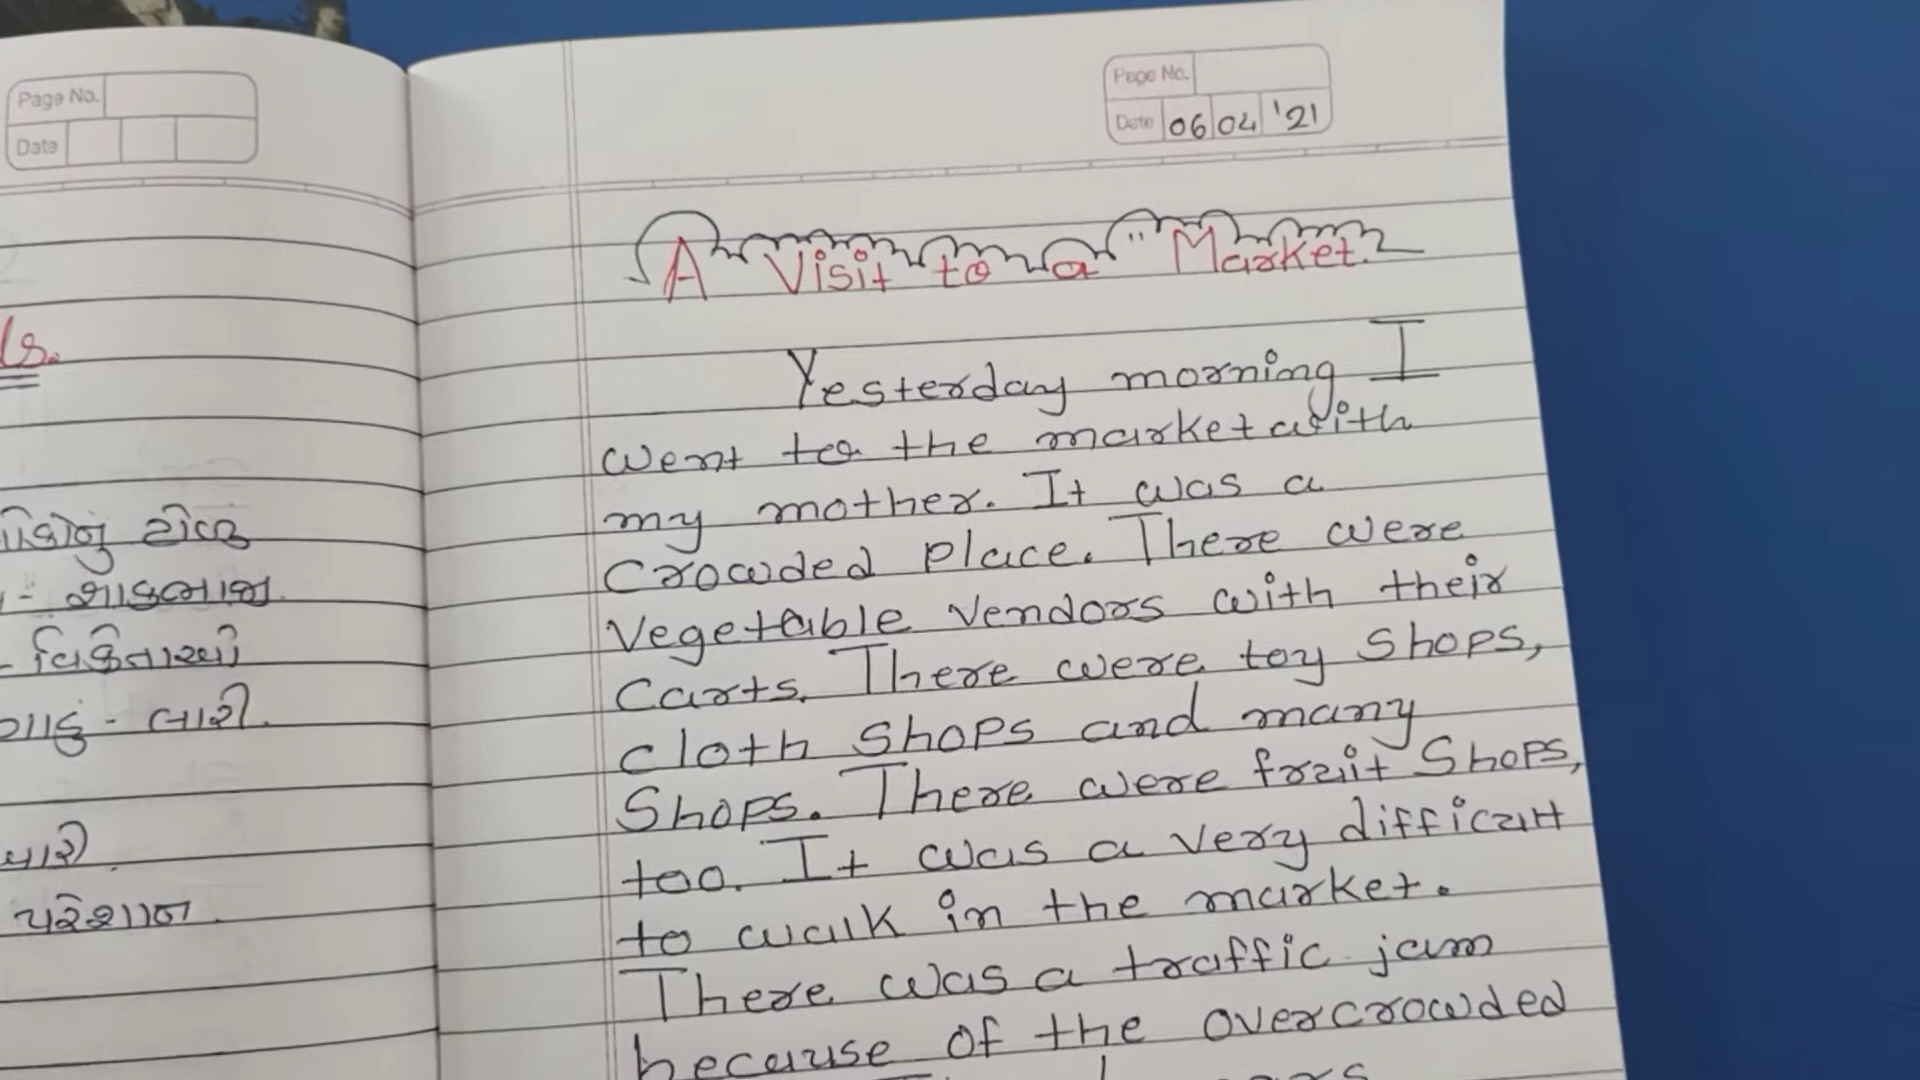 Page No.
Date
ls.
શાકભાજી
પરેશાન.
Page No.
Date 06 04 '21
A Visit to a "Market.
Yesterday morning I
went to the market with
my mother. It was a
crowded place. There were
Vegetable Vendors with their
Carts. There were toy Shops,
cloth Shops and many
Shops. There were fruit Shops,
too. It was a very difficult
to walk in the market.
There was a traffic jam
because of the overcrowded